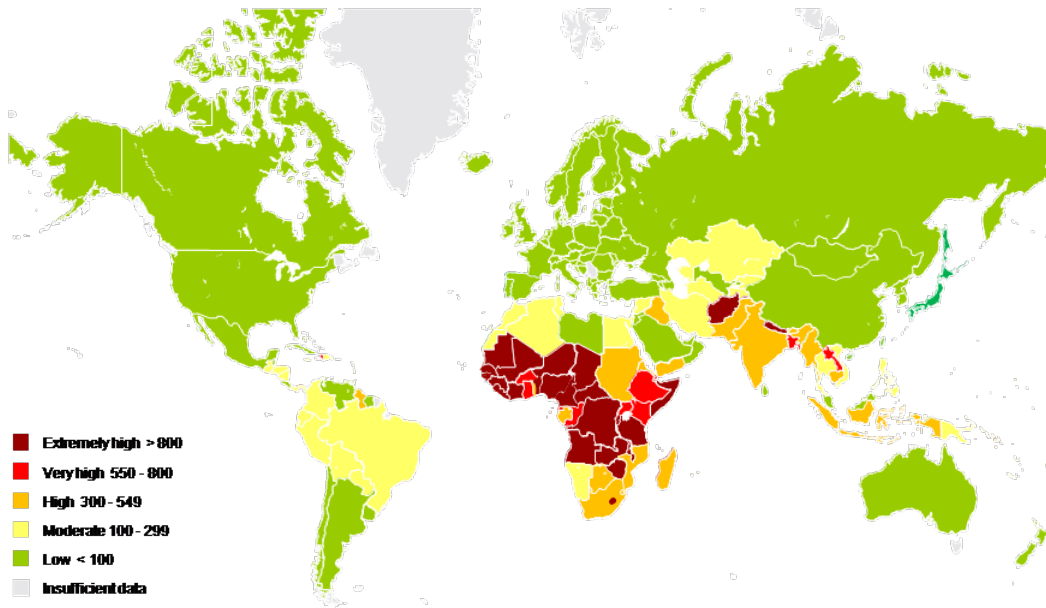 Extremely high > 800
Very high 550 - 800
High 300 - 549
Moderate 100 - 299
Low < 100
Insufficient data